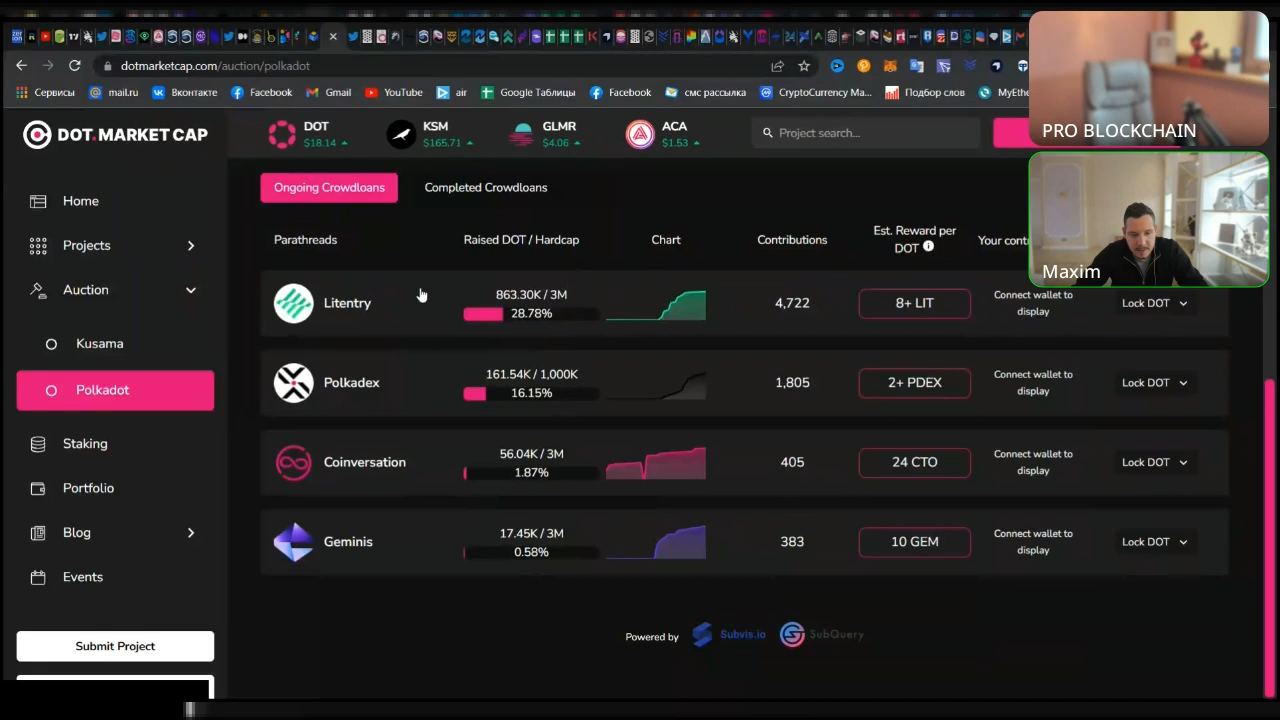 dotmarketcap.com/auction/polkadot
Сервисы
mail.ru
Вконтакте
Facebook
Gmail
YouTube
air
Google Таблицы
Facebook
смс рассылка
CryptoCurrency Ma...
Подбор слов
MyEthe
DOT.MARKET CAP
DOT
$18.14
KSM
$165.71
GLMR
$4.06
ACA
$1.53
Project search...
PRO BLOCKCHAIN
Maxim
Home
Projects
Auction
Kusama
Polkadot
Staking
Portfolio
Blog
Events
Submit Project
Ongoing Crowdloans
Completed Crowdloans
Parathreads
Raised DOT / Hardcap
Chart
Contributions
Est. Reward per
DOT
Your contr
Litentry
863.30K / 3M
28.78%
4,722
8+ LIT
Connect wallet to
display
Lock DOT
Polkadex
161.54K / 1,000K
16.15%
1,805
2+ PDEX
Connect wallet to
display
Lock DOT
Coinversation
56.04K / 3M
1.87%
405
24 CTO
Connect wallet to
display
Lock DOT
Geminis
17.45K / 3M
0.58%
383
10 GEM
Connect wallet to
display
Lock DOT
Powered by
Subvis.io
SubQuery